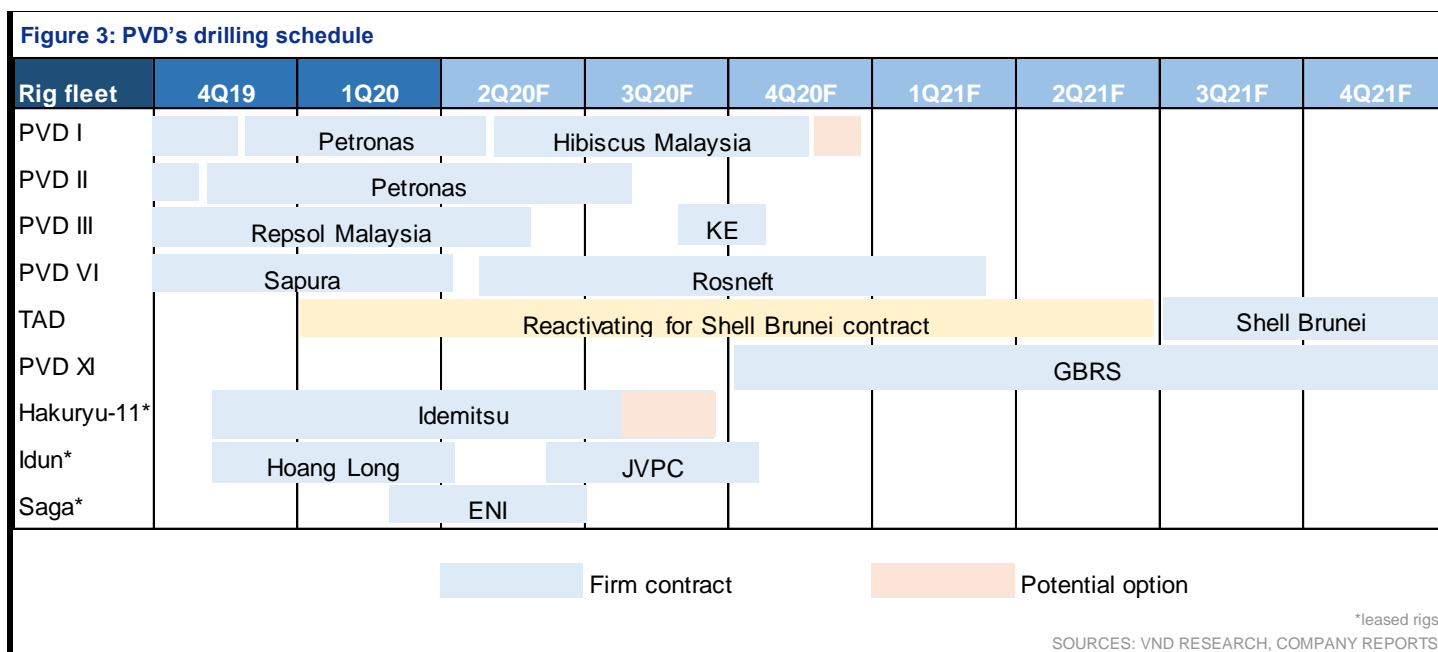 Figure 3: PVD's drilling schedule
Rig fleet 4Q19 1Q20 2Q20F 3Q20F 4Q20F 1Q21F 2Q21F 3Q21F 4Q21F
PVD I Petronas Hibiscus Malaysia
PVD II Petronas
PVD III Repsol Malaysia KE
PVD VI Sapura Rosneft
TAD Reactivating for Shell Brunei contract Shell Brunei
PVD XI GBRS
Hakuryu-11* Idemitsu
Idun* Hoang Long JVPC
Saga* ENI
Firm contract Potential option
*leased rigs
SOURCES: VND RESEARCH, COMPANY REPORTS